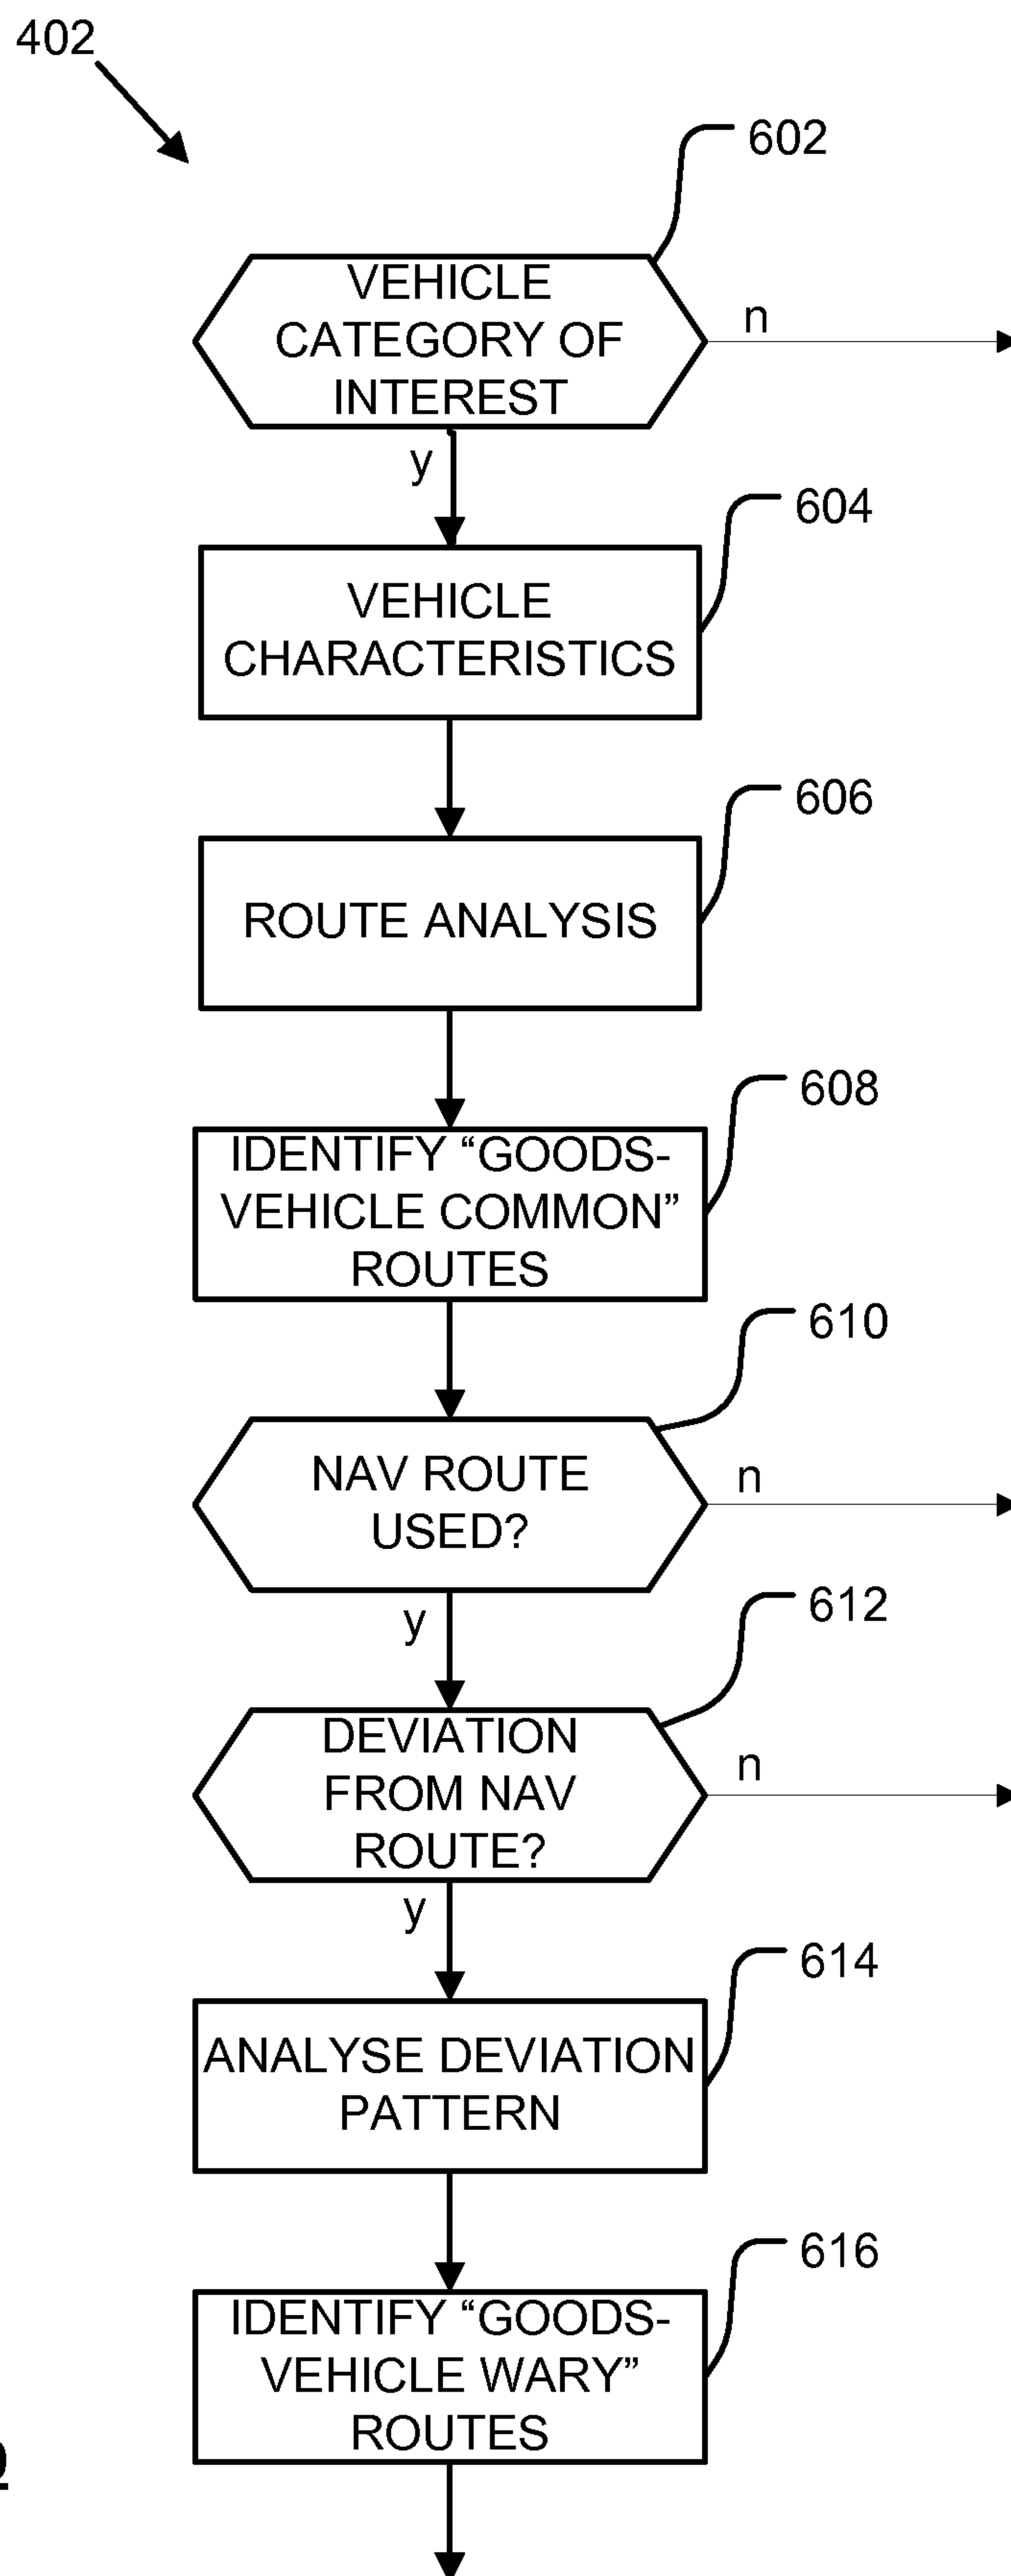 402
602
VEHICLE
CATEGORY OF
INTEREST
n
y
604
VEHICLE
CHARACTERISTICS
606
ROUTE ANALYSIS
608
IDENTIFY “GOODS-
VEHICLE COMMON”
ROUTES
610
NAV ROUTE
USED?
n
y
612
DEVIATION
FROM NAV
ROUTE?
n
y
614
ANALYSE DEVIATION
PATTERN
616
IDENTIFY “GOODS-
VEHICLE WARY”
ROUTES